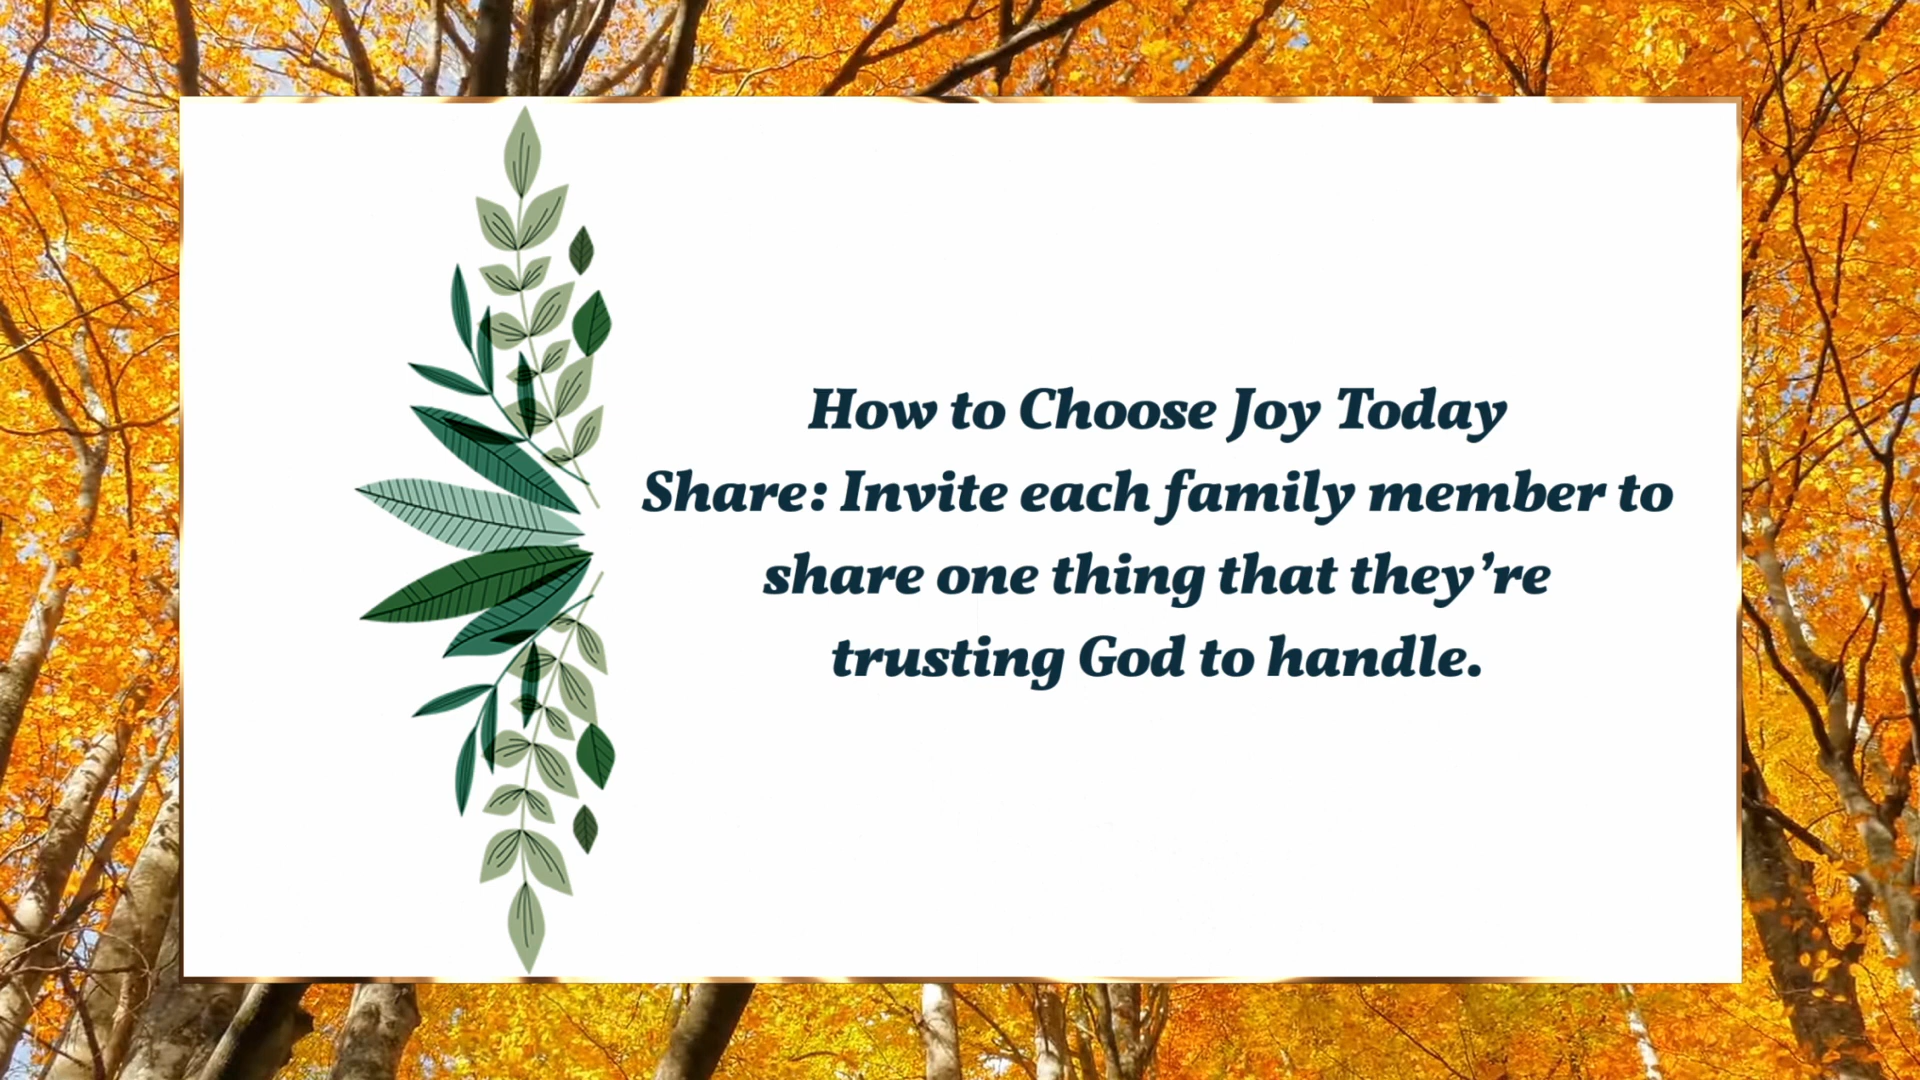 How to Choose Joy Today
Share: Invite each family member to
share one thing that they’re
trusting God to handle.